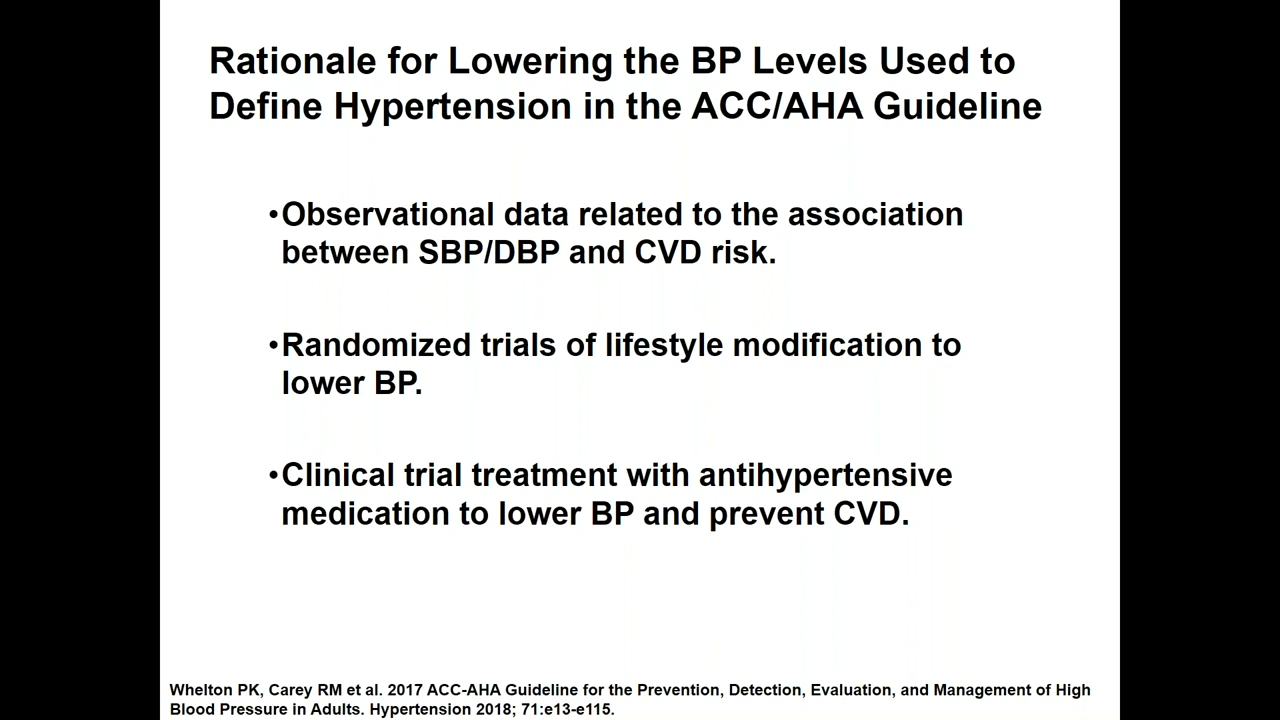 Rationale for Lowering the BP Levels Used to
Define Hypertension in the ACC/AHA Guideline
•Observational data related to the association
between SBP/DBP and CVD risk.
•Randomized trials of lifestyle modification to
lower BP.
•Clinical trial treatment with antihypertensive
medication to lower BP and prevent CVD.
Whelton PK, Carey RM et al. 2017 ACC-AHA Guideline for the Prevention, Detection, Evaluation, and Management of High
Blood Pressure in Adults. Hypertension 2018; 71:e13-e115.